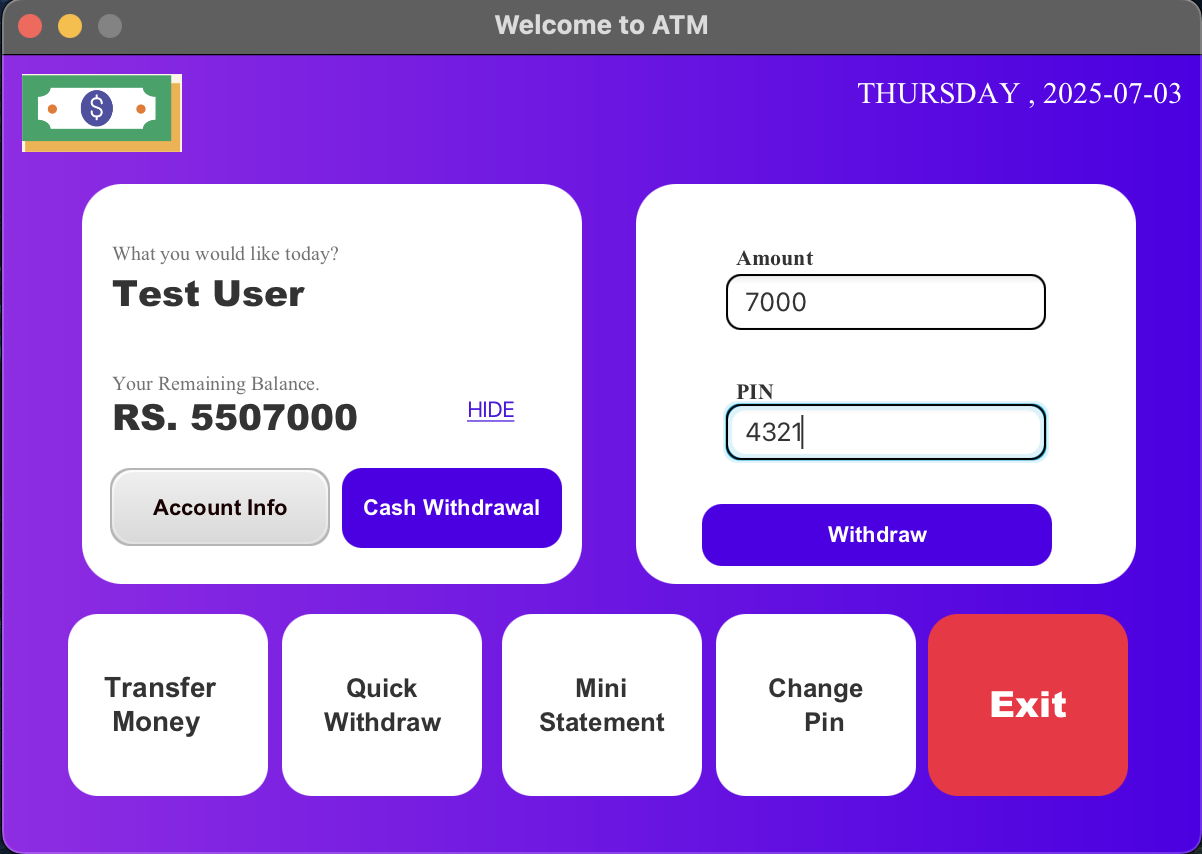 Welcome to ATM
$
THURSDAY , 2025-07-03
What you would like today?
Test User
Your Remaining Balance.
RS. 5507000
HIDE
Account Info
Cash Withdrawal
Amount
7000
PIN
4321
Withdraw
Transfer
Money
Quick
Withdraw
Mini
Statement
Change
Pin
Exit